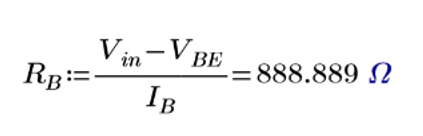 R_B := (V_in − V_BE) / I_B = 888.889 Ω